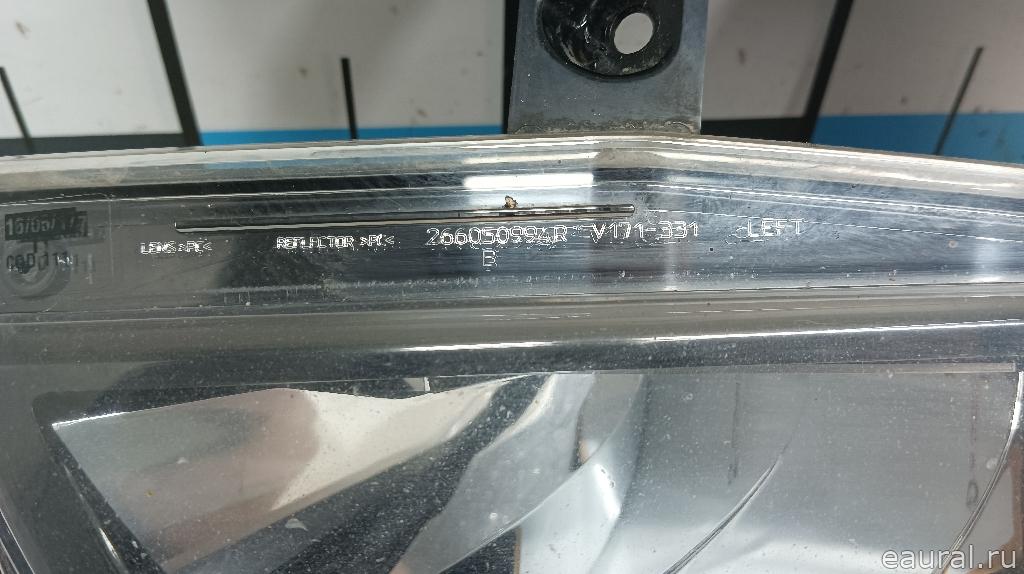 LENS >PC<
REFLECTOR >PC<
266050994R V171-331 LEFT
B
eaural.ru